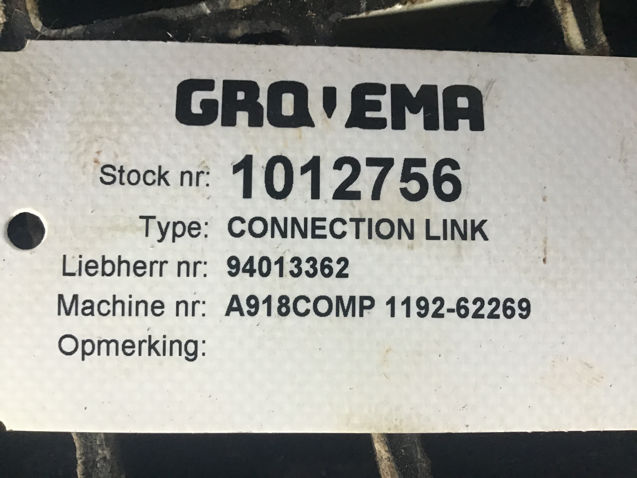 GROVEMA
Stock nr: 1012756
Type: CONNECTION LINK
Liebherr nr: 94013362
Machine nr: A918COMP 1192-62269
Opmerking: